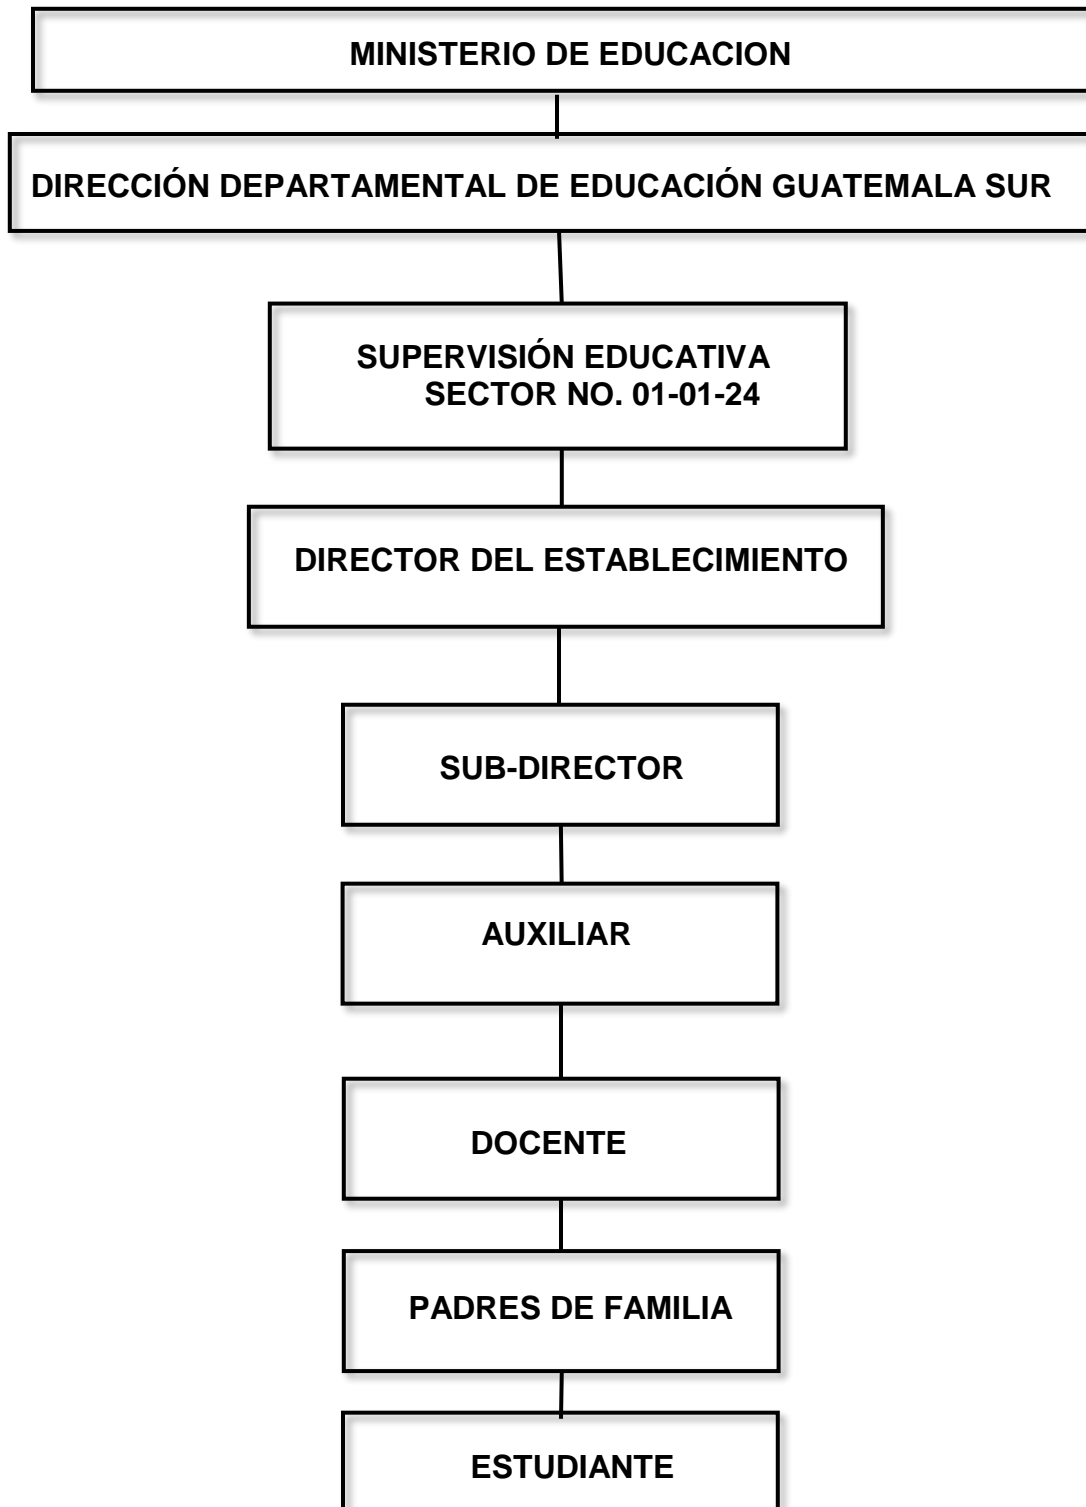 MINISTERIO DE EDUCACION
DIRECCIÓN DEPARTAMENTAL DE EDUCACIÓN GUATEMALA SUR
SUPERVISIÓN EDUCATIVA
SECTOR NO. 01-01-24
DIRECTOR DEL ESTABLECIMIENTO
SUB-DIRECTOR
AUXILIAR
DOCENTE
PADRES DE FAMILIA
ESTUDIANTE